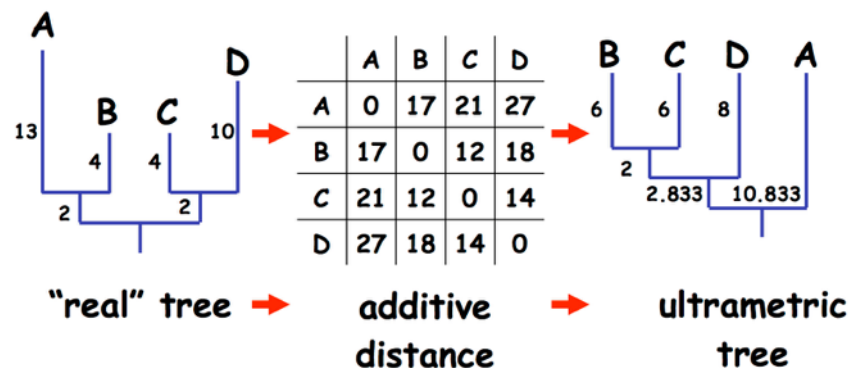 A
D
B C
13
4
4
10
2
2
A B C D
A 0 17 21 27
B 17 0 12 18
C 21 12 0 14
D 27 18 14 0
B C D A
6
6
8
2
2.833
10.833
"real" tree
additive
distance
ultrametric
tree